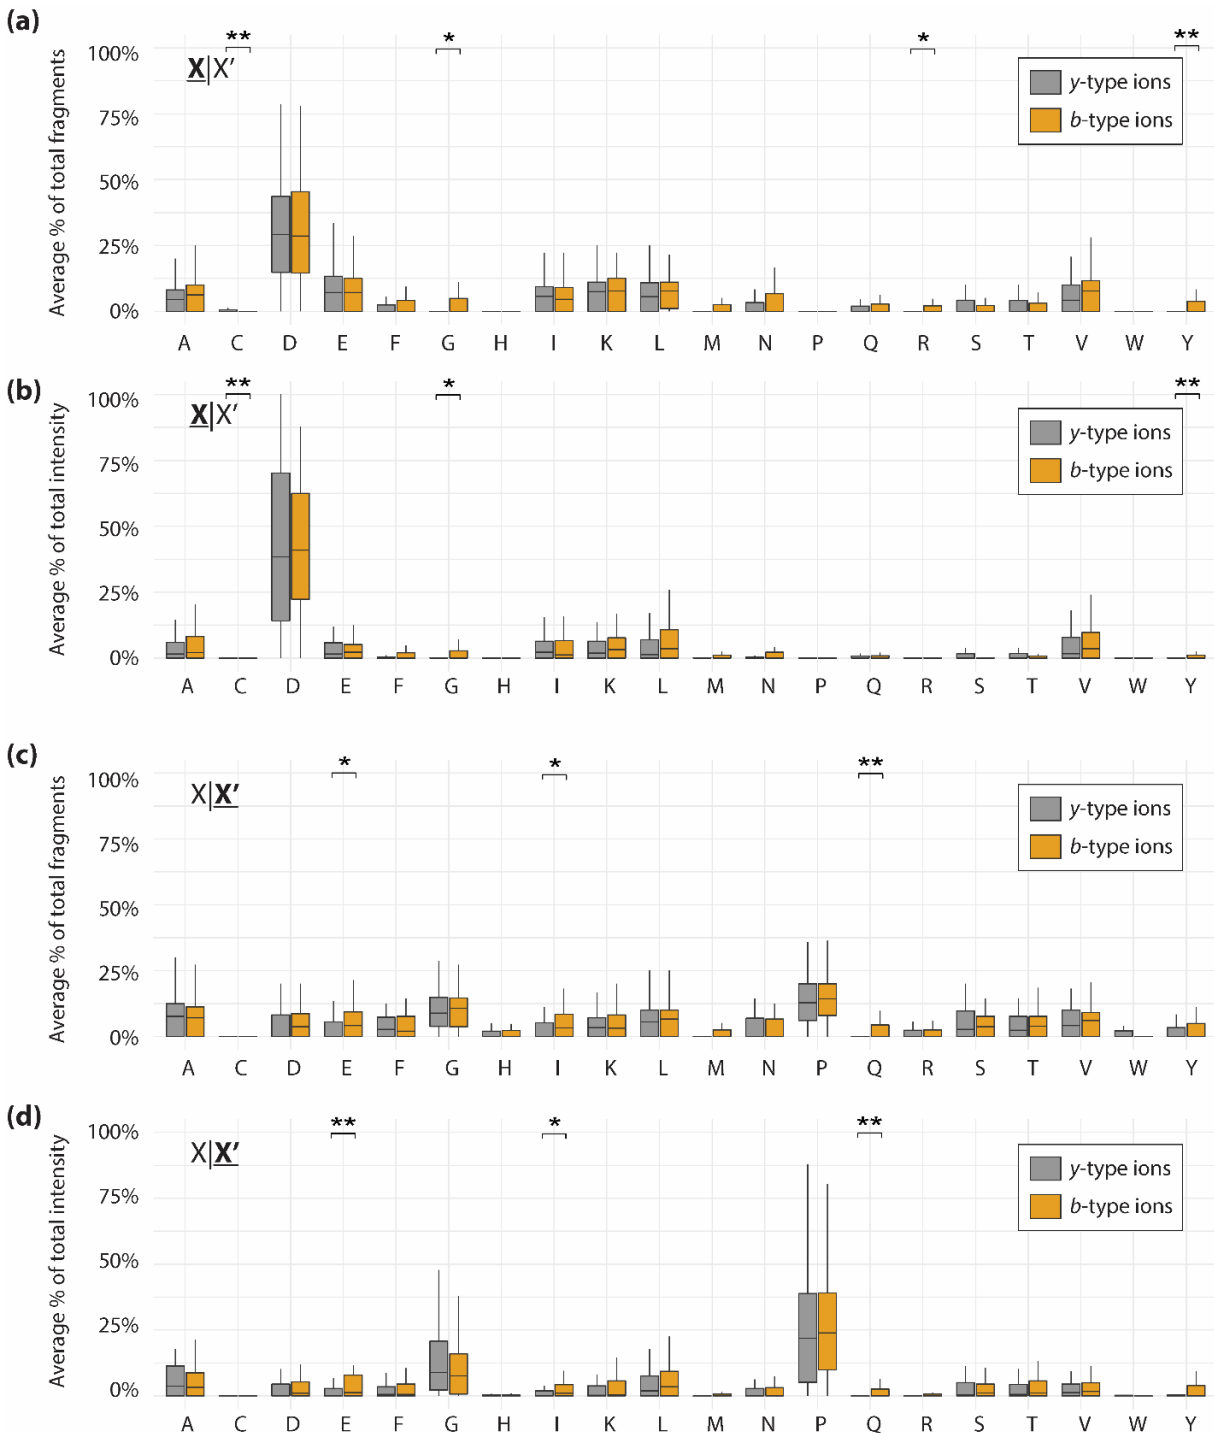 (a)
** * * **
100%
X|X′
y-type ions
b-type ions
75%
50%
25%
0%
Average % of total fragments
A C D E F G H I K L M N P Q R S T V W Y
(b)
** * **
100%
X|X′
y-type ions
b-type ions
75%
50%
25%
0%
Average % of total intensity
A C D E F G H I K L M N P Q R S T V W Y
(c)
* * **
100%
X|X′
y-type ions
b-type ions
75%
50%
25%
0%
Average % of total fragments
A C D E F G H I K L M N P Q R S T V W Y
(d)
** * **
100%
X|X′
y-type ions
b-type ions
75%
50%
25%
0%
Average % of total intensity
A C D E F G H I K L M N P Q R S T V W Y